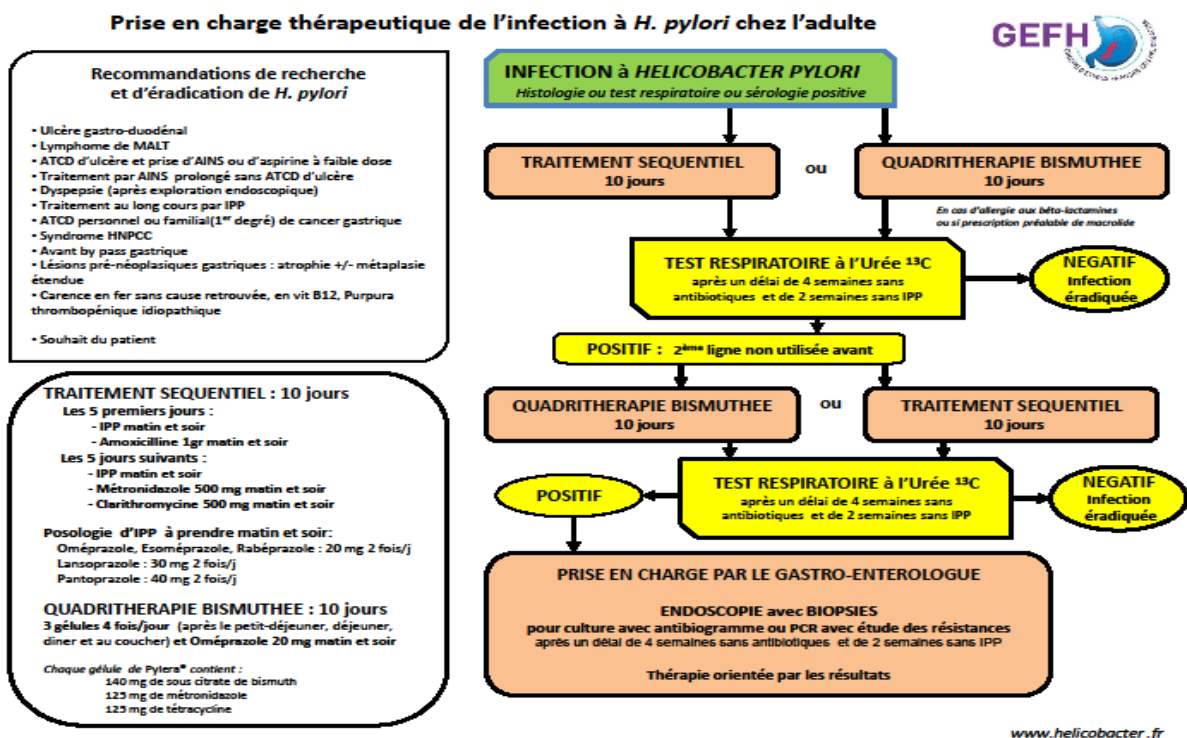 Prise en charge thérapeutique de l'infection à H. pylori chez l'adulte
GEFH
Recommandations de recherche
et d'éradication de H. pylori
• Ulcère gastro-duodénal
• Lymphome de MALT
• ATCD d'ulcère et prise d'AINS ou d'aspirine à faible dose
• Traitement par AINS prolongé sans ATCD d'ulcère
• Dyspepsie (après exploration endoscopique)
• Traitement au long cours par IPP
• ATCD personnel ou familial(1er degré) de cancer gastrique
• Syndrome HNPCC
• Avant by pass gastrique
• Lésions pré-néoplasiques gastriques : atrophie +/- métaplasie
étendue
• Carence en fer sans cause retrouvée, en vit B12, Purpura
thrombopénique idiopathique
• Souhait du patient
TRAITEMENT SEQUENTIEL : 10 jours
Les 5 premiers jours :
- IPP matin et soir
- Amoxicilline 1gr matin et soir
Les 5 jours suivants :
- IPP matin et soir
- Métronidazole 500 mg matin et soir
- Clarithromycine 500 mg matin et soir
Posologie d'IPP à prendre matin et soir:
Oméprazole, Esoméprazole, Rabéprazole : 20 mg 2 fois/j
Lansoprazole : 30 mg 2 fois/j
Pantoprazole : 40 mg 2 fois/j
QUADRITHERAPIE BISMUTHEE : 10 jours
3 gélules 4 fois/jour (après le petit-déjeuner, déjeuner,
diner et au coucher) et Oméprazole 20 mg matin et soir
Chaque gélule de Pylera® contient :
140 mg de sous citrate de bismuth
125 mg de métronidazole
125 mg de tétracycline
INFECTION à HELICOBACTER PYLORI
Histologie ou test respiratoire ou sérologie positive
TRAITEMENT SEQUENTIEL
10 jours
ou
QUADRITHERAPIE BISMUTHEE
10 jours
En cas d'allergie aux béta-lactamines
ou si prescription préalable de macrolide
TEST RESPIRATOIRE à l'Urée ¹³C
après un délai de 4 semaines sans
antibiotiques et de 2 semaines sans IPP
NEGATIF
Infection
éradiquée
POSITIF : 2ème ligne non utilisée avant
QUADRITHERAPIE BISMUTHEE
10 jours
ou
TRAITEMENT SEQUENTIEL
10 jours
POSITIF
TEST RESPIRATOIRE à l'Urée ¹³C
après un délai de 4 semaines sans
antibiotiques et de 2 semaines sans IPP
NEGATIF
Infection
éradiquée
PRISE EN CHARGE PAR LE GASTRO-ENTEROLOGUE
ENDOSCOPIE avec BIOPSIES
pour culture avec antibiogramme ou PCR avec étude des résistances
après un délai de 4 semaines sans antibiotiques et de 2 semaines sans IPP
Thérapie orientée par les résultats
www.helicobacter.fr